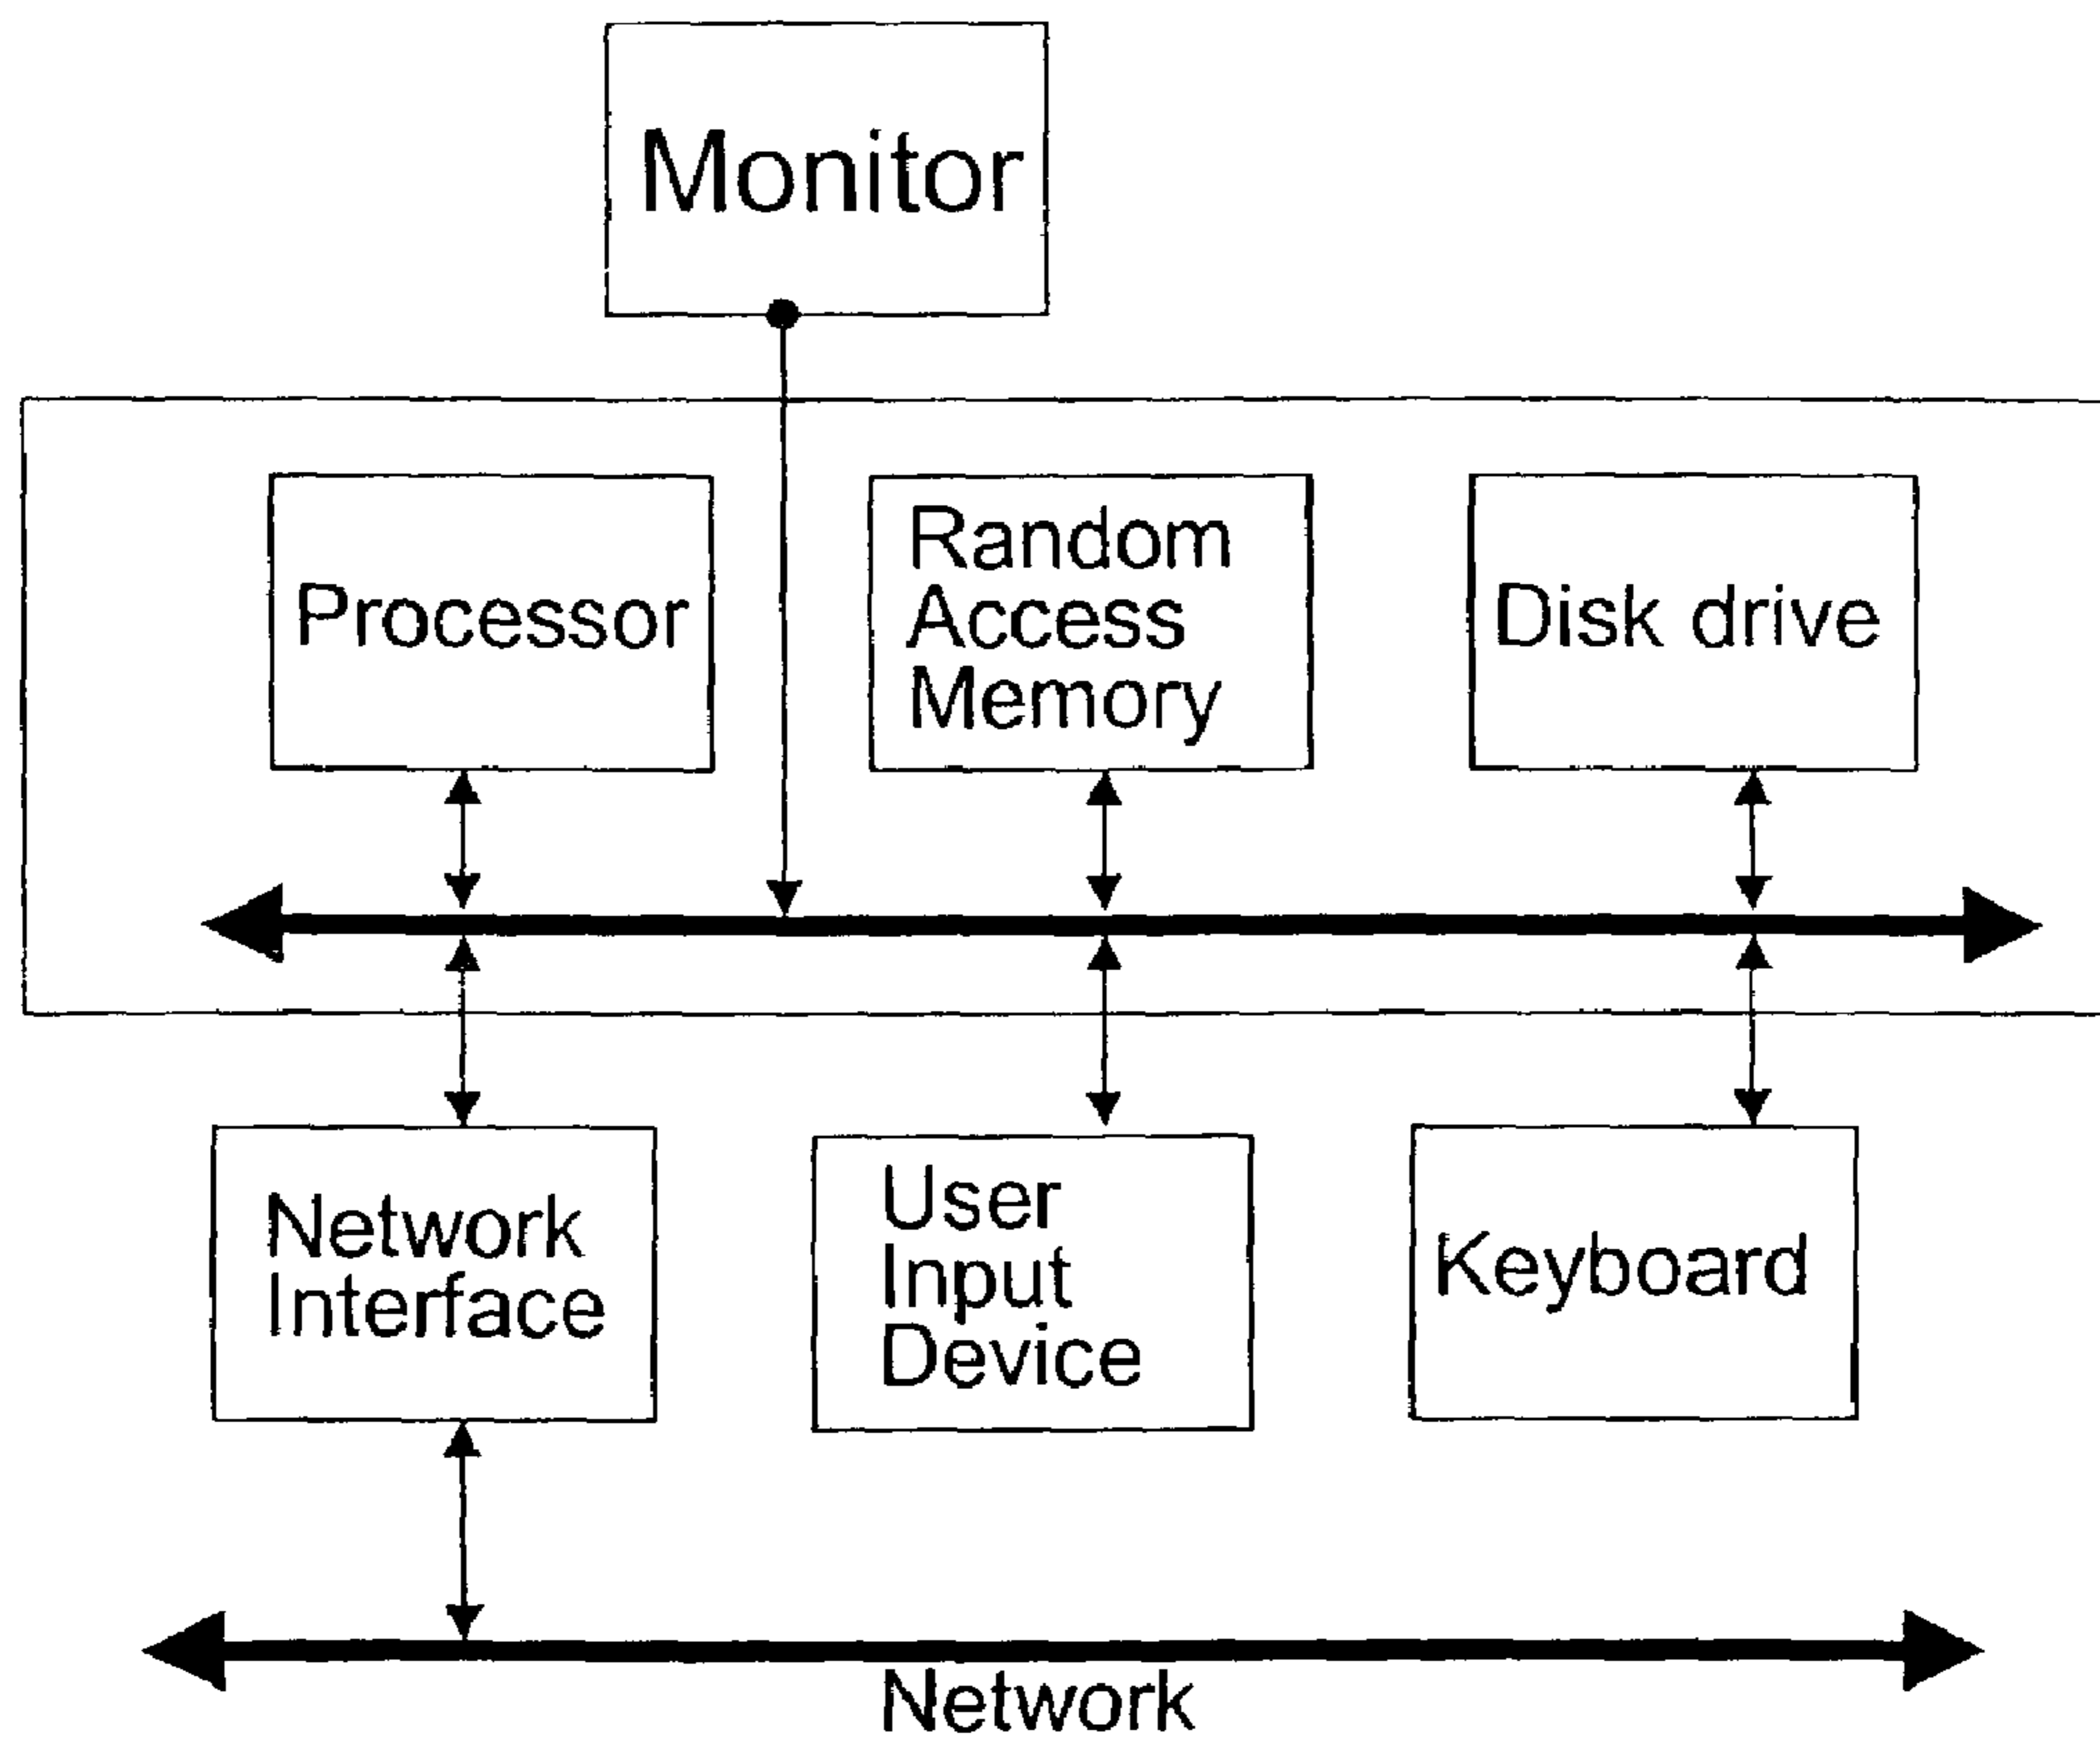 Monitor
Processor
Random
Access
Memory
Disk drive
Network
Interface
User
Input
Device
Keyboard
Network